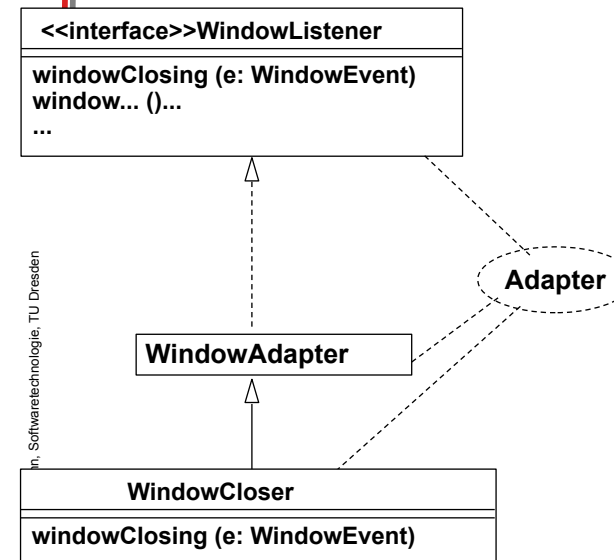 <<interface>>WindowListener
windowClosing (e: WindowEvent)
window... ()...
...
Adapter
WindowAdapter
WindowCloser
windowClosing (e: WindowEvent)
Softwaretechnologie, TU Dresden